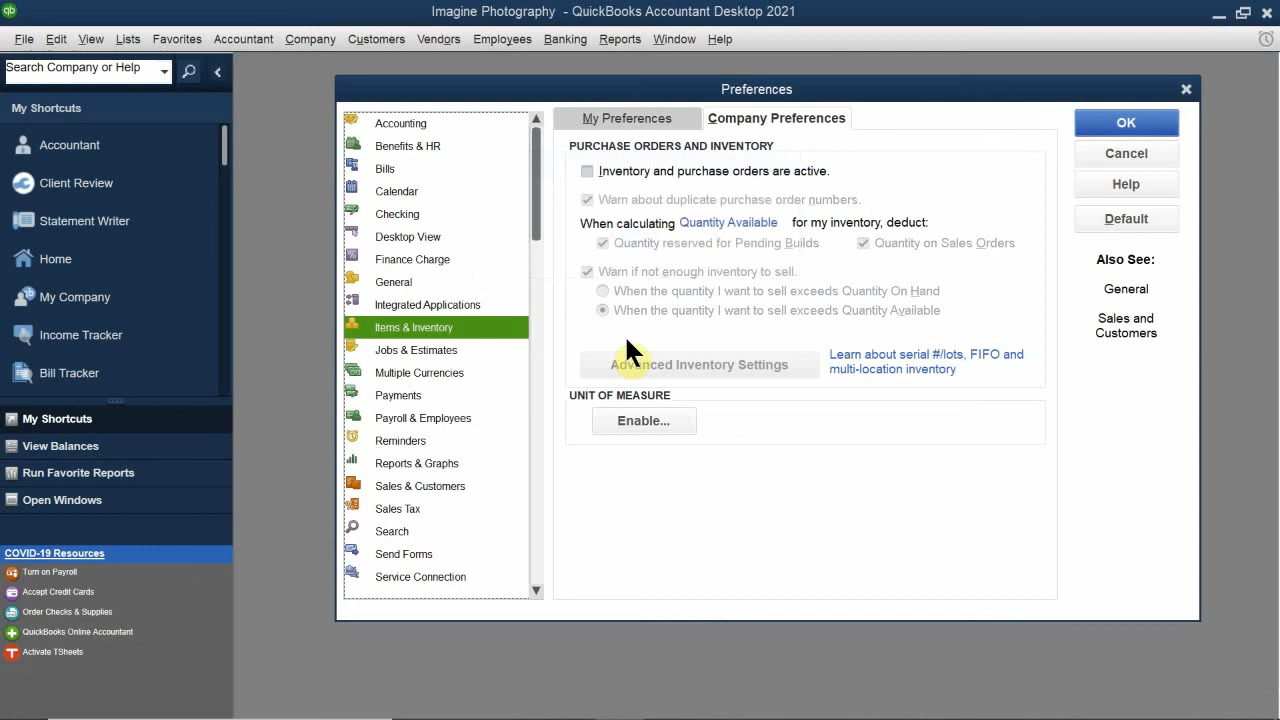 qb
Imagine Photography - QuickBooks Accountant Desktop 2021
File Edit View Lists Favorites Accountant Company Customers Vendors Employees Banking Reports Window Help
Search Company or Help
My Shortcuts
Accountant
Client Review
Statement Writer
Home
My Company
Income Tracker
Bill Tracker
My Shortcuts
View Balances
Run Favorite Reports
Open Windows
COVID-19 Resources
Turn on Payroll
Accept Credit Cards
Order Checks & Supplies
QuickBooks Online Accountant
Activate TSheets
Preferences
Accounting
Benefits & HR
Bills
Calendar
Checking
Desktop View
Finance Charge
General
Integrated Applications
Items & Inventory
Jobs & Estimates
Multiple Currencies
Payments
Payroll & Employees
Reminders
Reports & Graphs
Sales & Customers
Sales Tax
Search
Send Forms
Service Connection
My Preferences Company Preferences
PURCHASE ORDERS AND INVENTORY
Inventory and purchase orders are active.
Warn about duplicate purchase order numbers.
When calculating Quantity Available for my inventory, deduct:
Quantity reserved for Pending Builds Quantity on Sales Orders
Warn if not enough inventory to sell.
When the quantity I want to sell exceeds Quantity On Hand
When the quantity I want to sell exceeds Quantity Available
Advanced Inventory Settings
Learn about serial #/lots, FIFO and
multi-location inventory
UNIT OF MEASURE
Enable...
OK
Cancel
Help
Default
Also See:
General
Sales and
Customers